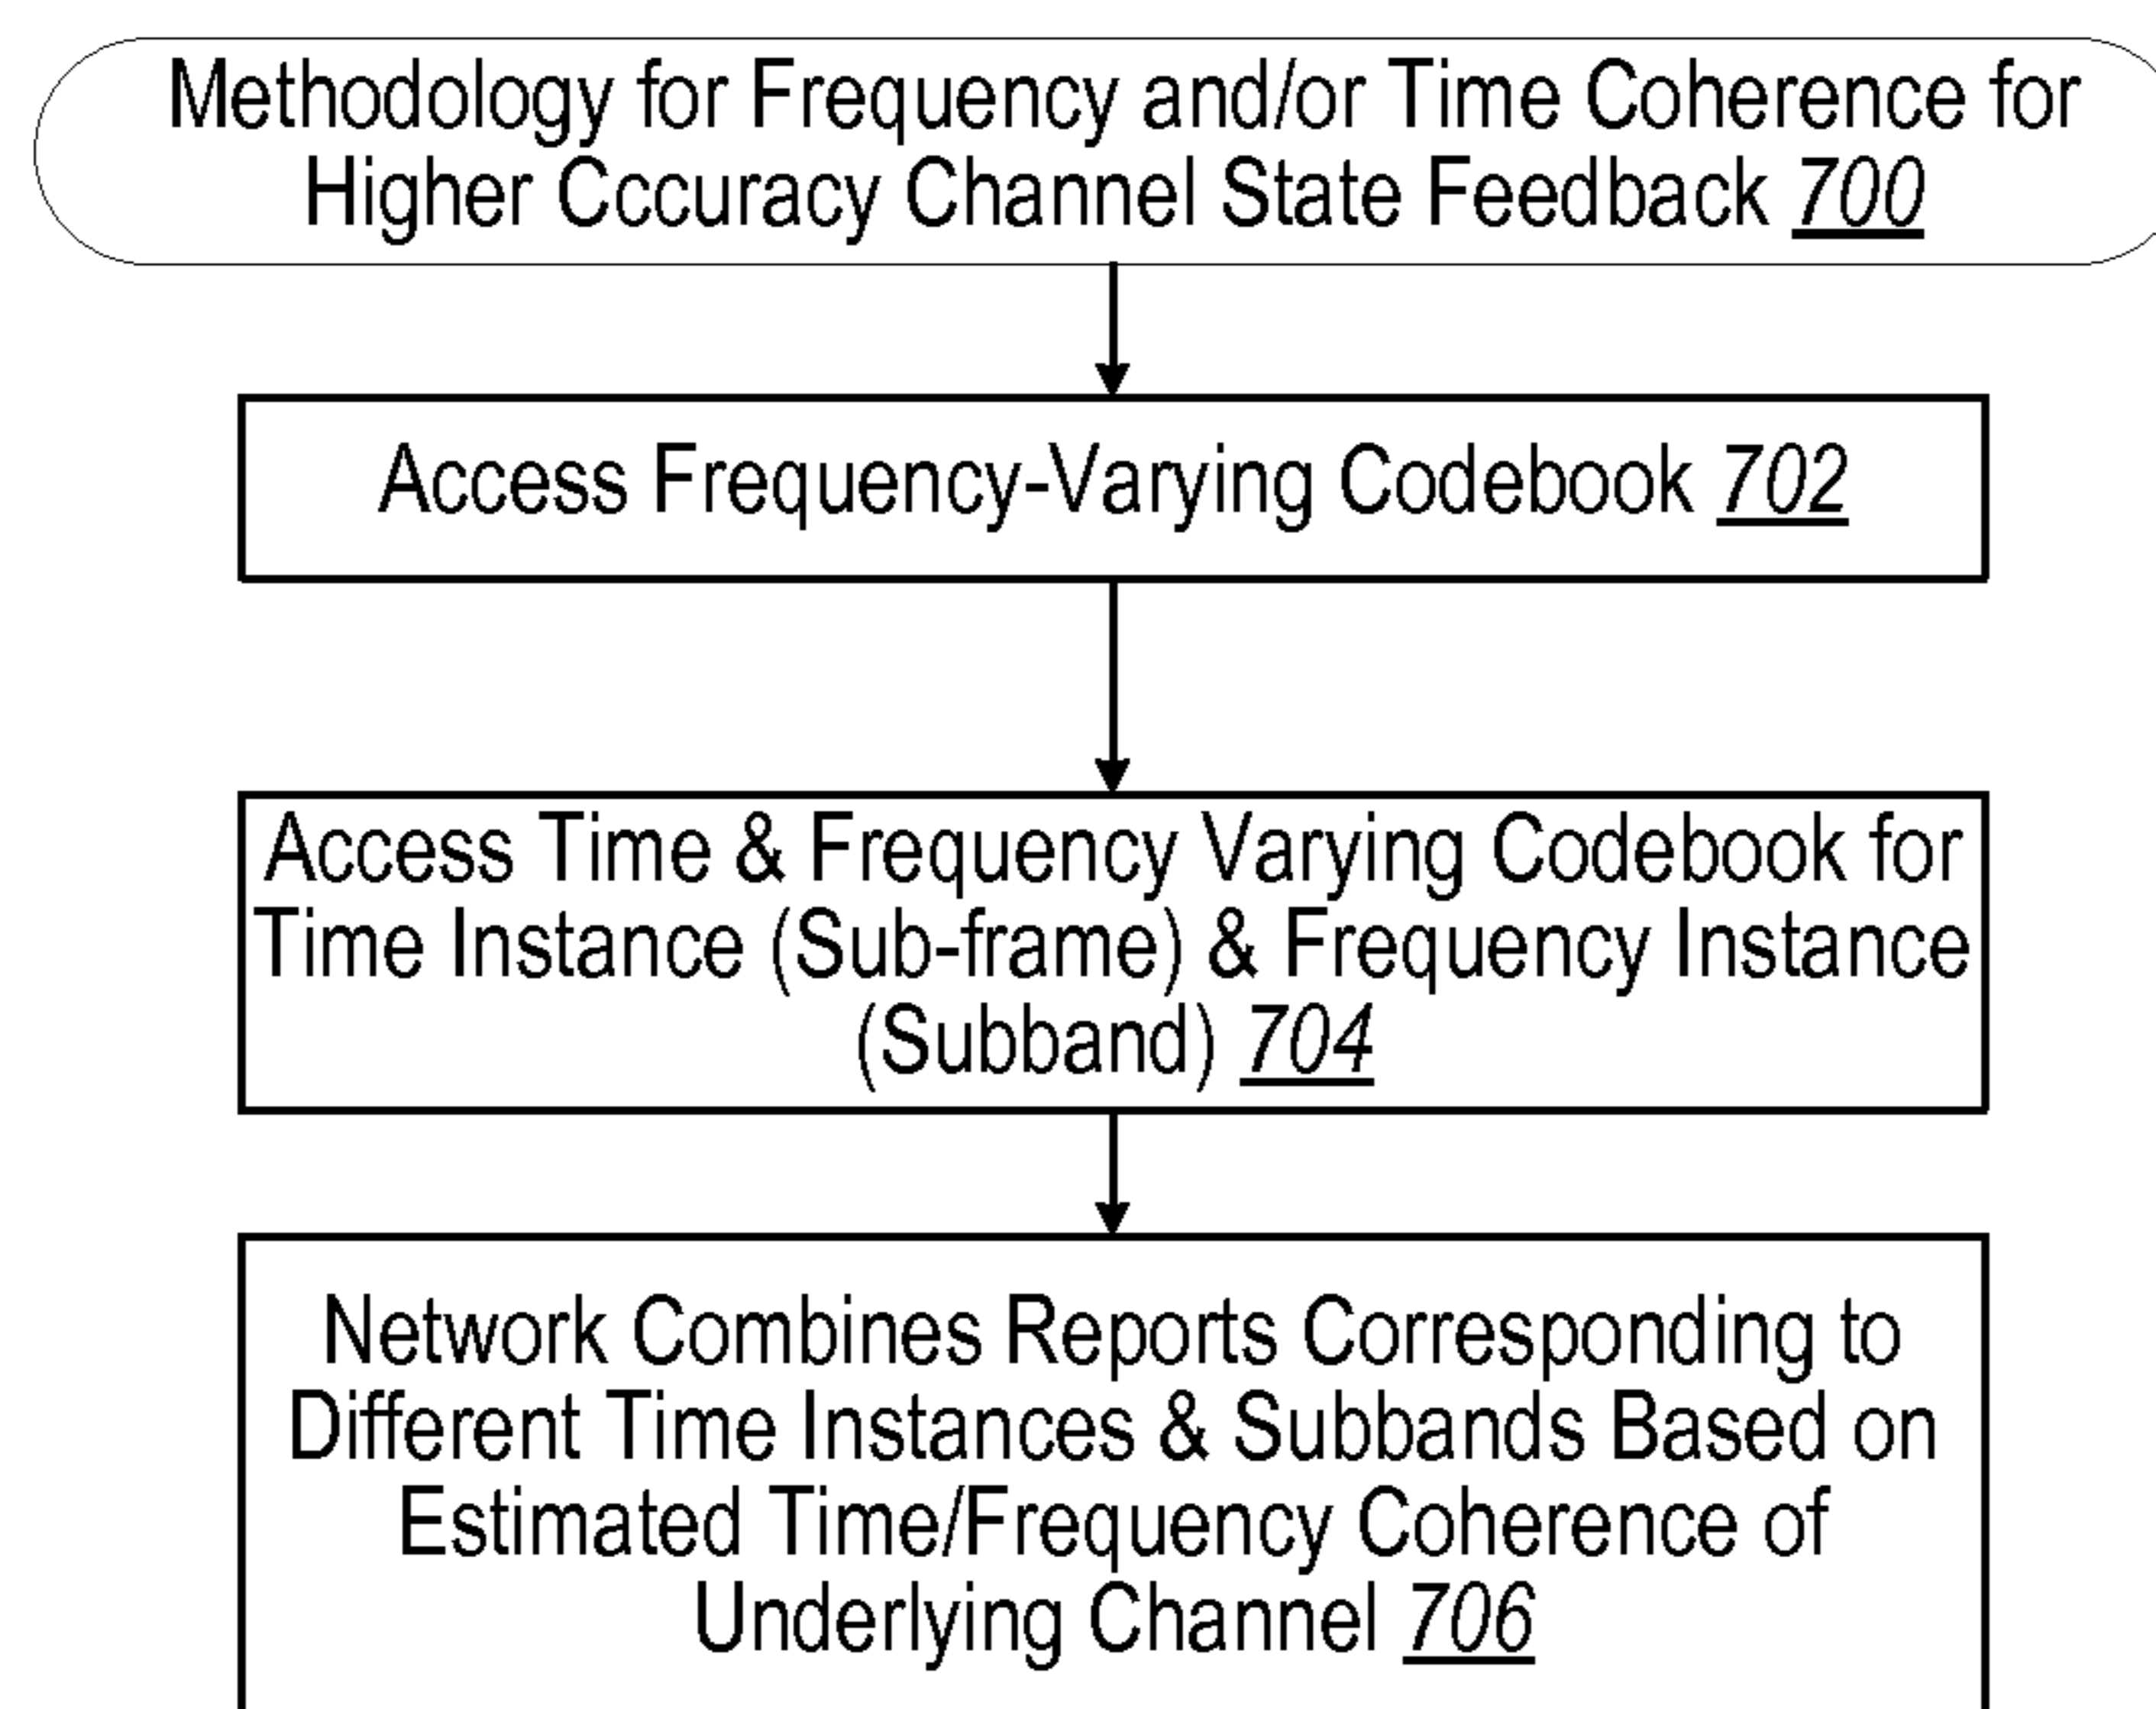 Methodology for Frequency and/or Time Coherence for
Higher Cccuracy Channel State Feedback 700
Access Frequency-Varying Codebook 702
Access Time & Frequency Varying Codebook for
Time Instance (Sub-frame) & Frequency Instance
(Subband) 704
Network Combines Reports Corresponding to
Different Time Instances & Subbands Based on
Estimated Time/Frequency Coherence of
Underlying Channel 706